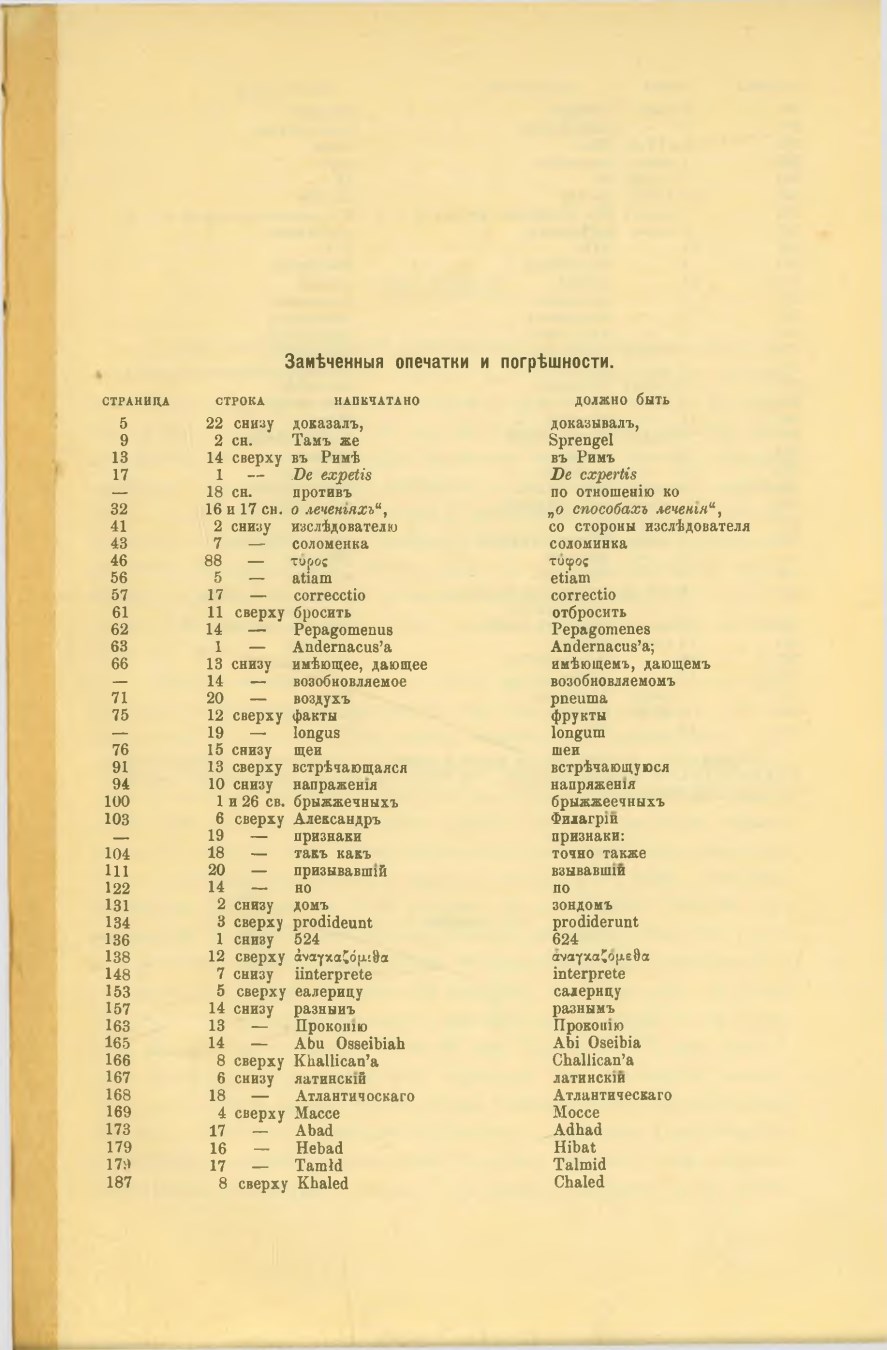 Замѣченныя опечатки и погрѣшности.
СТРАНИЦА СТРОКА НАПЕЧАТАНО ДОЛЖНО БЫТЬ
5 22 снизу доказалъ, доказывалъ,
9 2 сн. Тамъ же Sprengel
13 14 сверху въ Римѣ въ Римъ
17 1 — De expetis De expertis
— 18 сн. противъ по отношенію ко
32 16 и 17 сн. о леченіяхъ“, „о способахъ леченія“,
41 2 снизу изслѣдователю со стороны изслѣдователя
43 7 — соломенка соломинка
46 88 — τύρος τύφος
56 5 — atiam etiam
57 17 — correcctio correctio
61 11 сверху бросить отбросить
62 14 — Pepagomenus Pepagomenes
63 1 — Andernacus’a Andernacus’a;
66 13 снизу имѣющее, дающее имѣющемъ, дающемъ
— 14 — возобновляемое возобновляемомъ
71 20 — воздухъ pneuma
75 12 сверху факты фрукты
— 19 — longus longum
76 15 снизу щеи шеи
91 13 сверху встрѣчающаяся встрѣчающуюся
94 10 снизу напраженія напряженія
100 1 и 26 св. брыжжечныхъ брыжжеечныхъ
103 6 сверху Александръ Филагрій
— 19 — признаки признаки:
104 18 — такъ какъ точно также
111 20 — призывавшій взывавшій
122 14 — но по
131 2 снизу домъ зондомъ
134 3 сверху prodideunt prodiderunt
136 1 снизу 524 624
138 12 сверху ἀναγκαζόμιθα ἀναγκαζόμεθα
148 7 снизу iinterprete interprete
153 5 сверху еалерицу салерицу
157 14 снизу разныпъ разнымъ
163 13 — Проконію Прокопію
165 14 — Abu Osseibiah Abi Oseibia
166 8 сверху Khallican’a Challican’a
167 6 снизу яатинскій латинскій
168 18 — Атлантичоскаго Атлантическаго
169 4 сверху Массе Моссе
173 17 — Abad Adhad
179 16 — Hebad Hibat
179 17 — Tamid Talmid
187 8 сверху Khaled Chaled